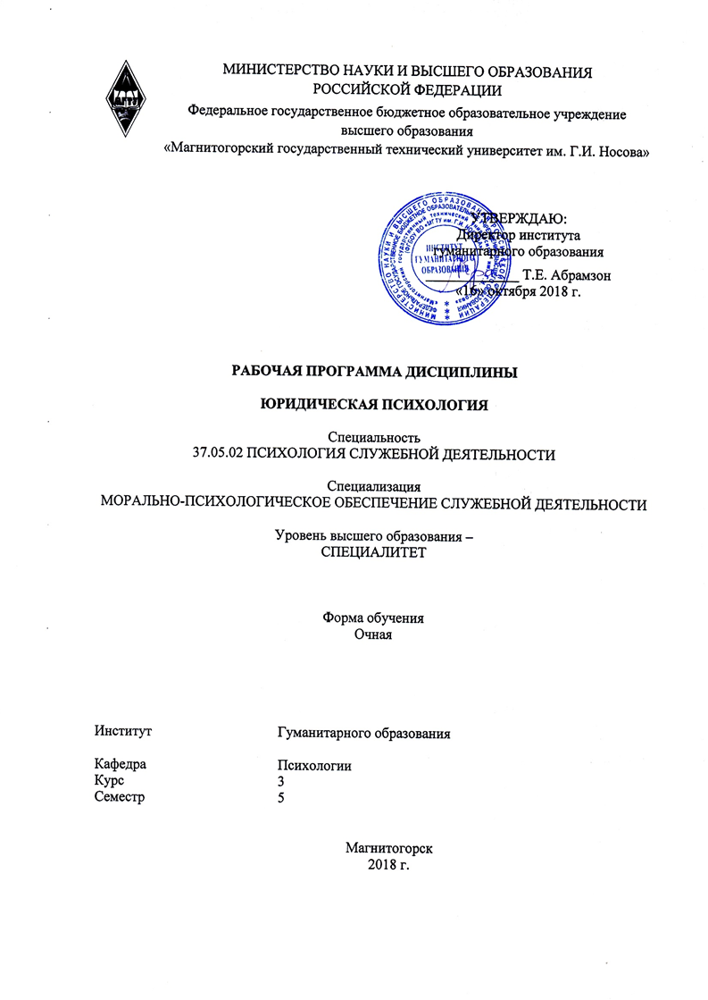 МИНИСТЕРСТВО НАУКИ И ВЫСШЕГО ОБРАЗОВАНИЯ
РОССИЙСКОЙ ФЕДЕРАЦИИ
Федеральное государственное бюджетное образовательное учреждение
высшего образования
«Магнитогорский государственный технический университет им. Г.И. Носова»
УТВЕРЖДАЮ:
Директор института
гуманитарного образования
Т.Е. Абрамзон
«16» октября 2018 г.
ИНСТИТУТ
ГУМАНИТАРНОГО
ОБРАЗОВАНИЯ
РАБОЧАЯ ПРОГРАММА ДИСЦИПЛИНЫ
ЮРИДИЧЕСКАЯ ПСИХОЛОГИЯ
Специальность
37.05.02 ПСИХОЛОГИЯ СЛУЖЕБНОЙ ДЕЯТЕЛЬНОСТИ
Специализация
МОРАЛЬНО-ПСИХОЛОГИЧЕСКОЕ ОБЕСПЕЧЕНИЕ СЛУЖЕБНОЙ ДЕЯТЕЛЬНОСТИ
Уровень высшего образования –
СПЕЦИАЛИТЕТ
Форма обучения
Очная
Институт Гуманитарного образования
Кафедра Психологии
Курс 3
Семестр 5
Магнитогорск
2018 г.